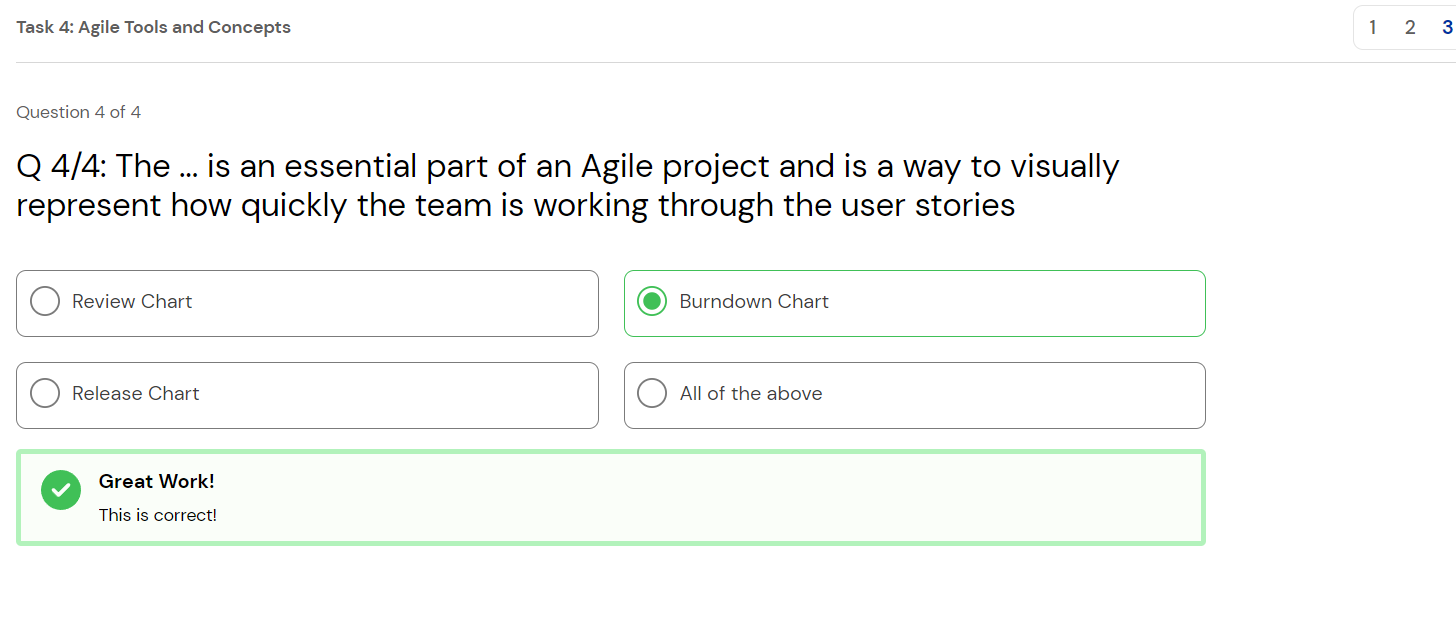 Task 4: Agile Tools and Concepts
1 2 3
Question 4 of 4
Q 4/4: The ... is an essential part of an Agile project and is a way to visually
represent how quickly the team is working through the user stories
Review Chart
Burndown Chart
Release Chart
All of the above
Great Work!
This is correct!